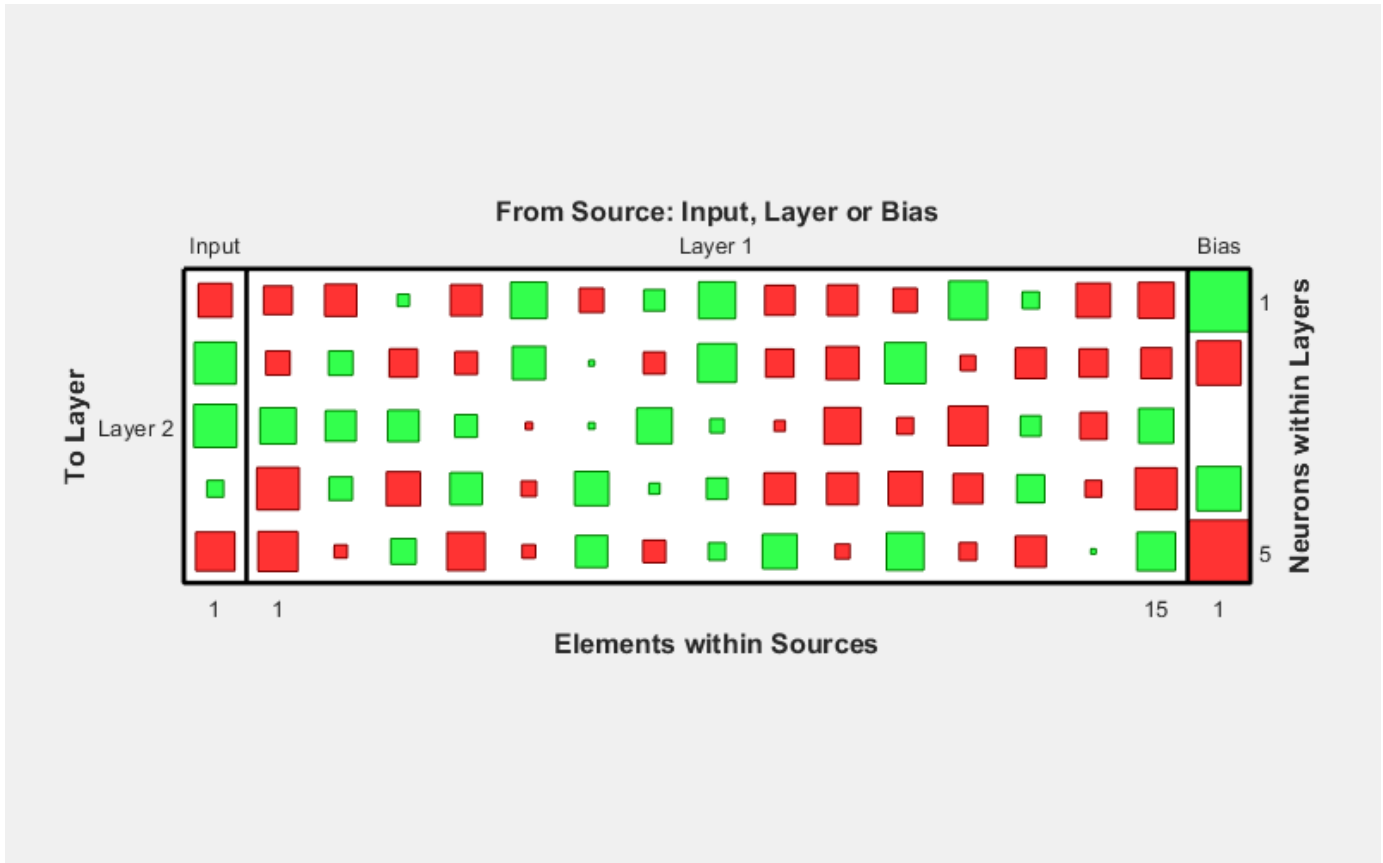 From Source: Input, Layer or Bias
Input Layer 1 Bias
1
To Layer
Layer 2
Neurons within Layers
5
1 1 15 1
Elements within Sources